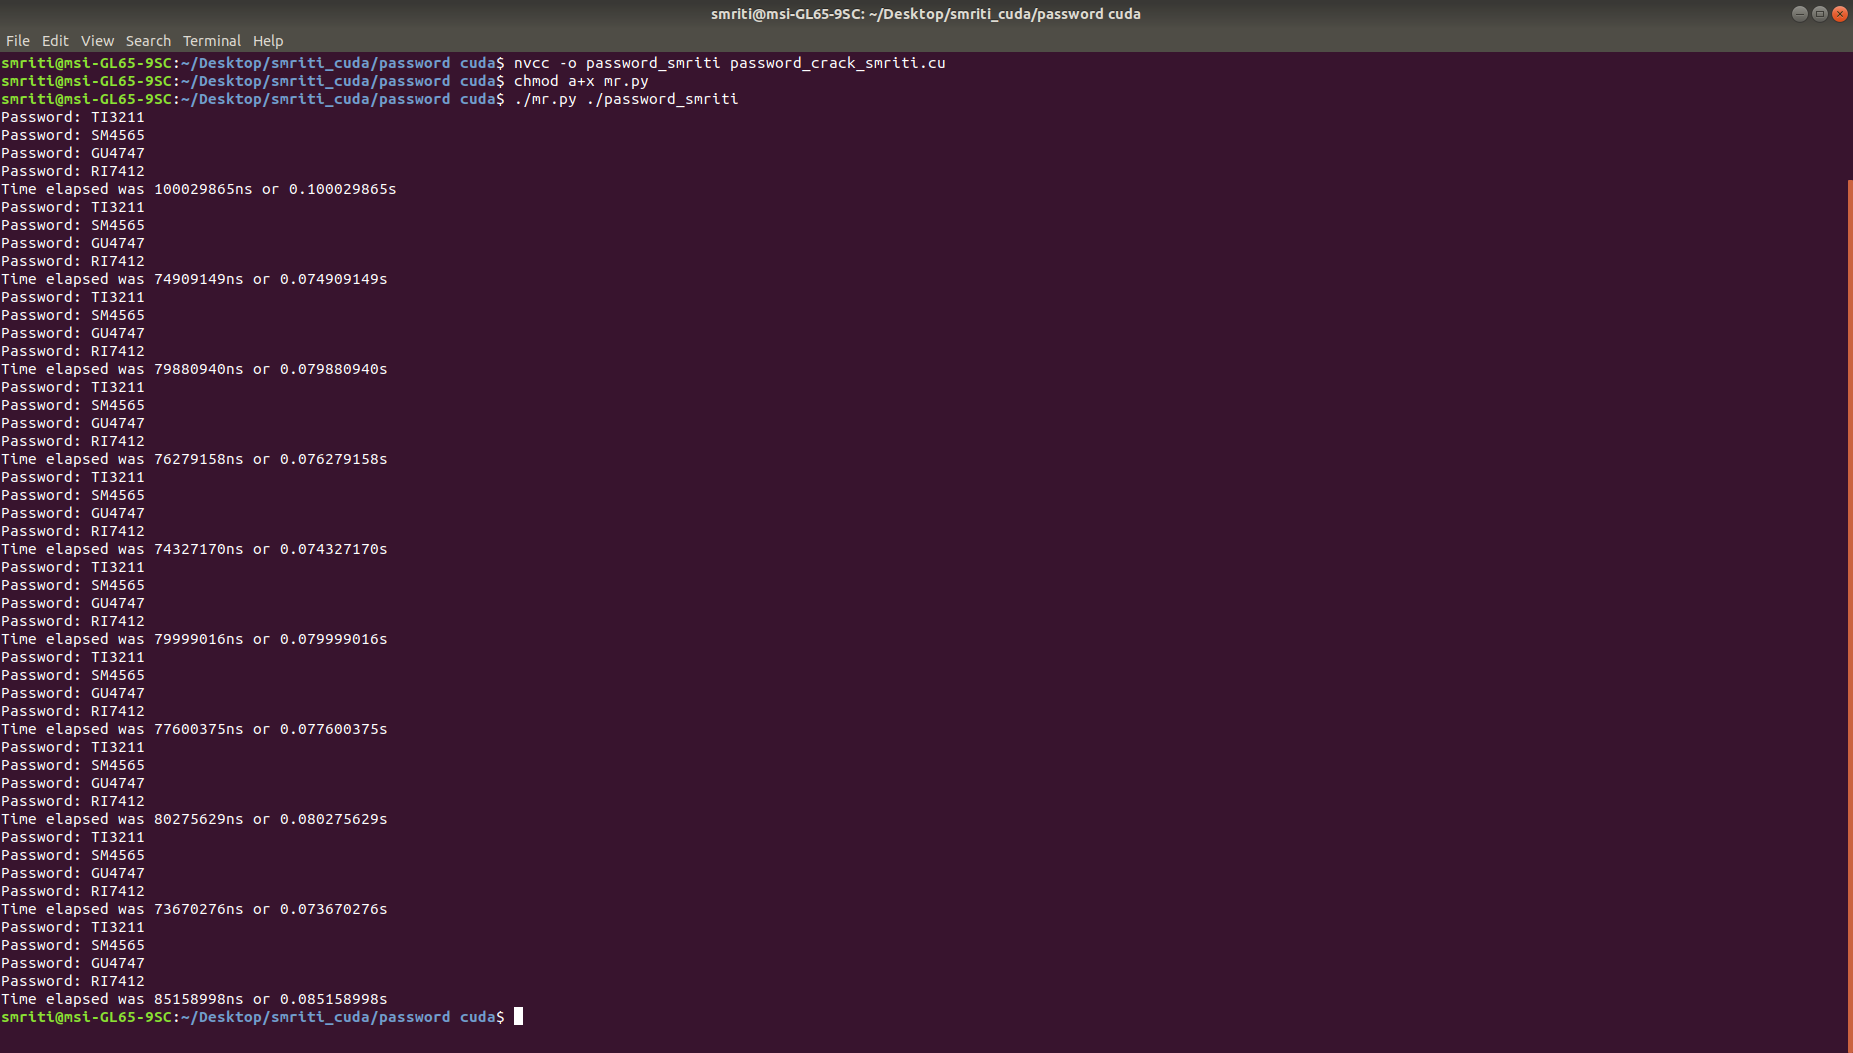 smriti@msi-GL65-9SC: ~/Desktop/smriti_cuda/password cuda
File Edit View Search Terminal Help
smriti@msi-GL65-9SC:~/Desktop/smriti_cuda/password cuda$ nvcc -o password_smriti password_crack_smriti.cu
smriti@msi-GL65-9SC:~/Desktop/smriti_cuda/password cuda$ chmod a+x mr.py
smriti@msi-GL65-9SC:~/Desktop/smriti_cuda/password cuda$ ./mr.py ./password_smriti
Password: TI3211
Password: SM4565
Password: GU4747
Password: RI7412
Time elapsed was 100029865ns or 0.100029865s
Password: TI3211
Password: SM4565
Password: GU4747
Password: RI7412
Time elapsed was 74909149ns or 0.074909149s
Password: TI3211
Password: SM4565
Password: GU4747
Password: RI7412
Time elapsed was 79880940ns or 0.079880940s
Password: TI3211
Password: SM4565
Password: GU4747
Password: RI7412
Time elapsed was 76279158ns or 0.076279158s
Password: TI3211
Password: SM4565
Password: GU4747
Password: RI7412
Time elapsed was 74327170ns or 0.074327170s
Password: TI3211
Password: SM4565
Password: GU4747
Password: RI7412
Time elapsed was 79999016ns or 0.079999016s
Password: TI3211
Password: SM4565
Password: GU4747
Password: RI7412
Time elapsed was 77600375ns or 0.077600375s
Password: TI3211
Password: SM4565
Password: GU4747
Password: RI7412
Time elapsed was 80275629ns or 0.080275629s
Password: TI3211
Password: SM4565
Password: GU4747
Password: RI7412
Time elapsed was 73670276ns or 0.073670276s
Password: TI3211
Password: SM4565
Password: GU4747
Password: RI7412
Time elapsed was 85158998ns or 0.085158998s
smriti@msi-GL65-9SC:~/Desktop/smriti_cuda/password cuda$